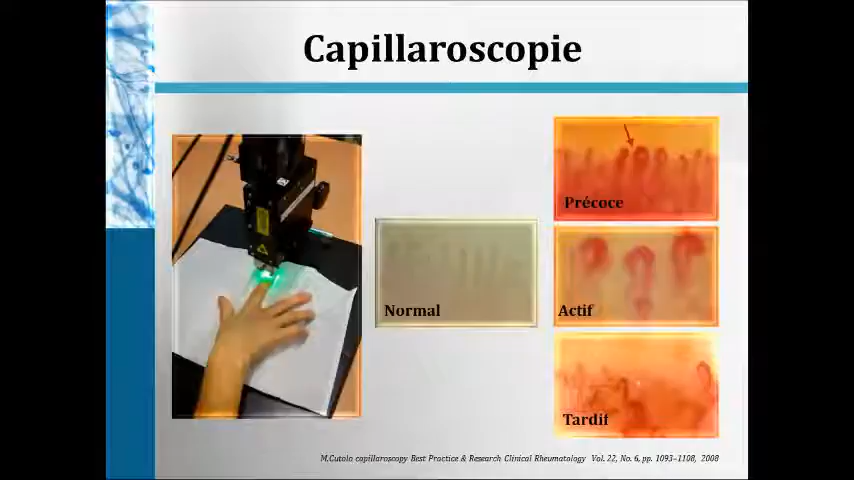 Capillaroscopie
Précoce
Normal
Actif
Tardif
M.Cutolo capillaroscopy Best Practice & Research Clinical Rheumatology Vol. 22, No. 6, pp. 1093–1108, 2008